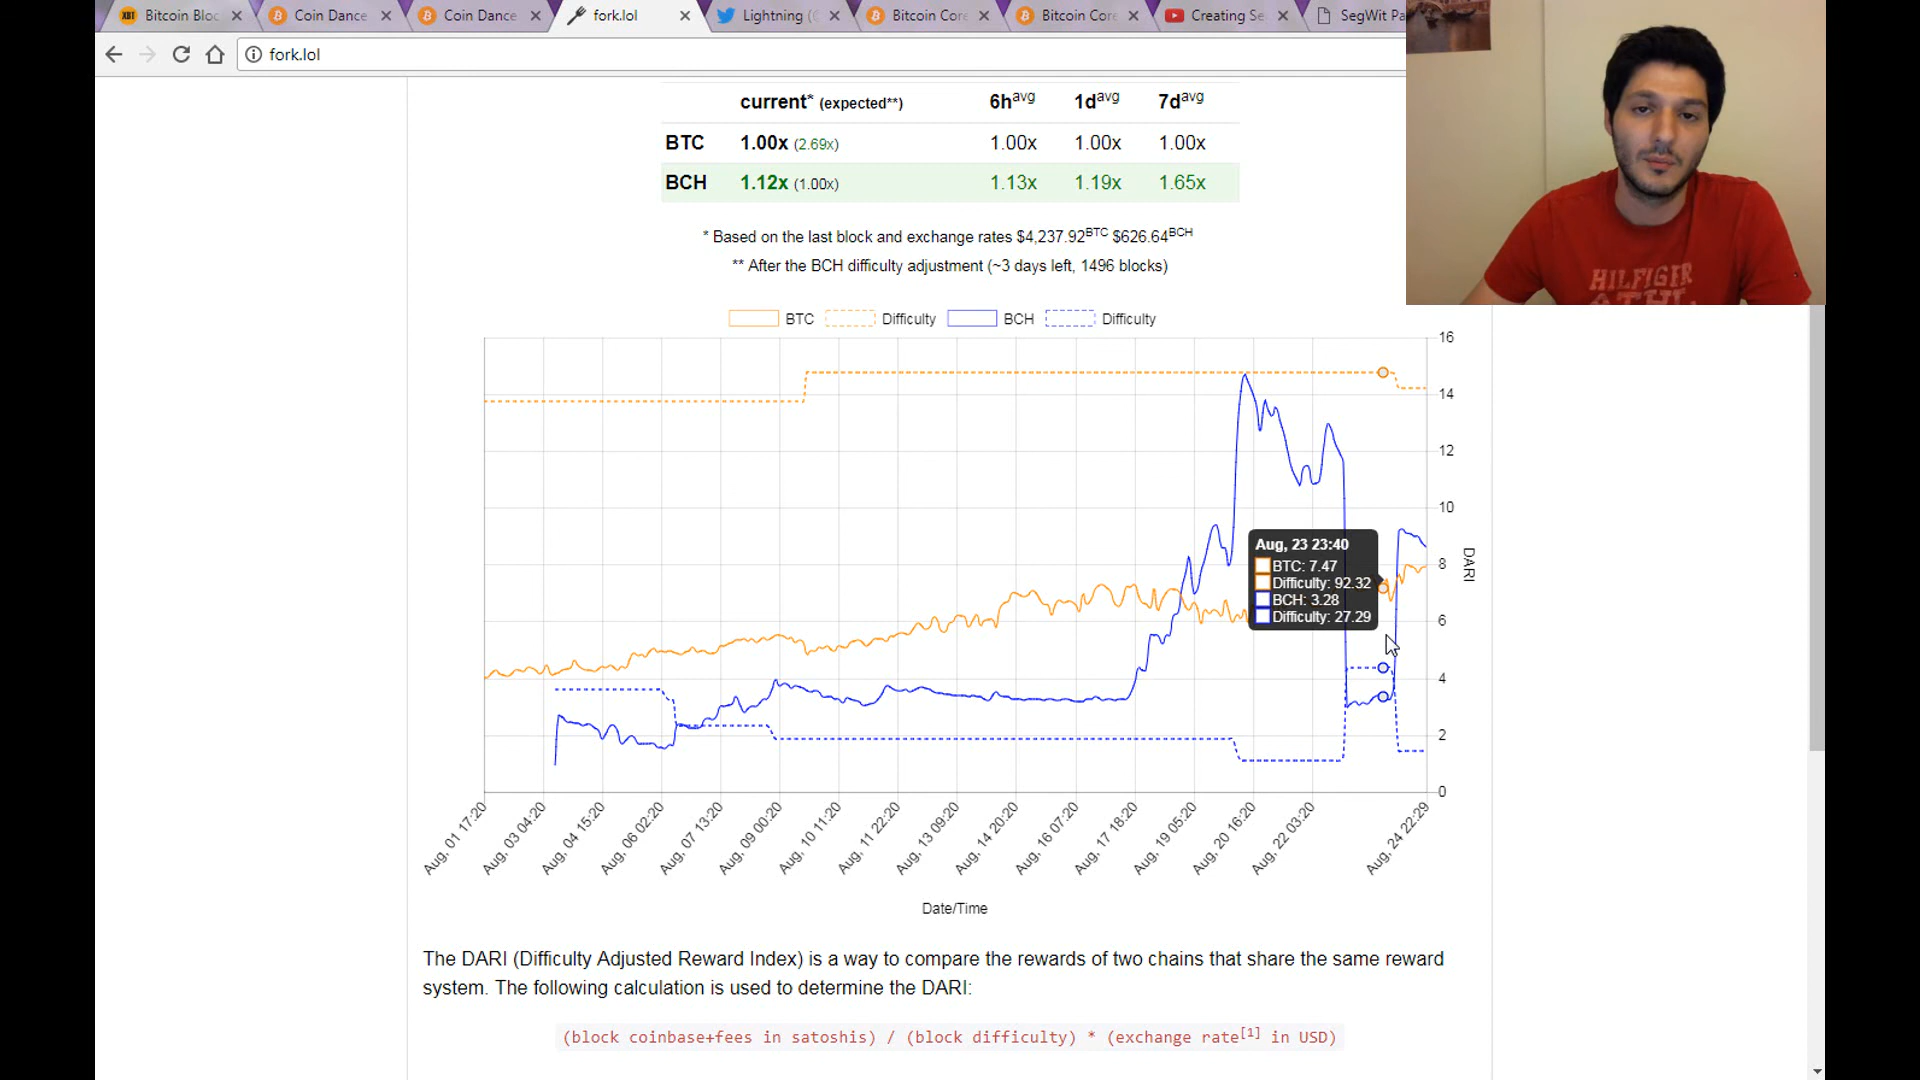 XBT Bitcoin Bloc
Coin Dance
Coin Dance
fork.lol
Lightning (
Bitcoin Core
Bitcoin Core
Creating Se
SegWit Pa
fork.lol
current* (expected**) 6havg 1davg 7davg
BTC 1.00x (2.69x) 1.00x 1.00x 1.00x
BCH 1.12x (1.00x) 1.13x 1.19x 1.65x
* Based on the last block and exchange rates $4,237.92BTC $626.64BCH
** After the BCH difficulty adjustment (~3 days left, 1496 blocks)
HILFIGER
BTC Difficulty BCH Difficulty
16
14
12
10
8
6
4
2
0
DARI
Aug, 23 23:40
BTC: 7.47
Difficulty: 92.32
BCH: 3.28
Difficulty: 27.29
Aug, 01 17:20
Aug, 03 04:20
Aug, 04 15:20
Aug, 06 02:20
Aug, 07 13:20
Aug, 09 00:20
Aug, 10 11:20
Aug, 11 22:20
Aug, 13 09:20
Aug, 14 20:20
Aug, 16 07:20
Aug, 17 18:20
Aug, 19 05:20
Aug, 20 16:20
Aug, 22 03:20
Aug, 24 22:29
Date/Time
The DARI (Difficulty Adjusted Reward Index) is a way to compare the rewards of two chains that share the same reward
system. The following calculation is used to determine the DARI:
(block coinbase+fees in satoshis) / (block difficulty) * (exchange rate[1] in USD)